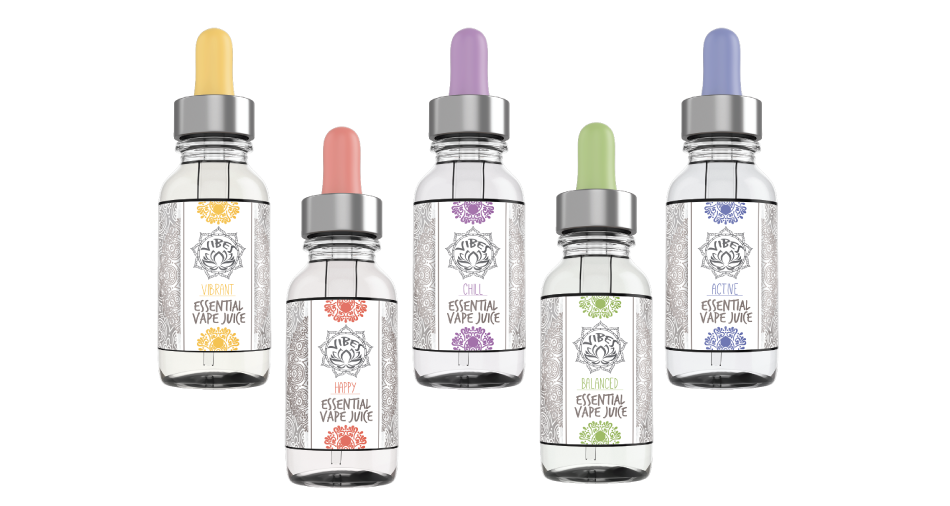 VIBES
VIBRANT
ESSENTIAL
VAPE JUICE
VIBES
HAPPY
ESSENTIAL
VAPE JUICE
VIBES
CHILL
ESSENTIAL
VAPE JUICE
VIBES
BALANCED
ESSENTIAL
VAPE JUICE
VIBES
ACTIVE
ESSENTIAL
VAPE JUICE